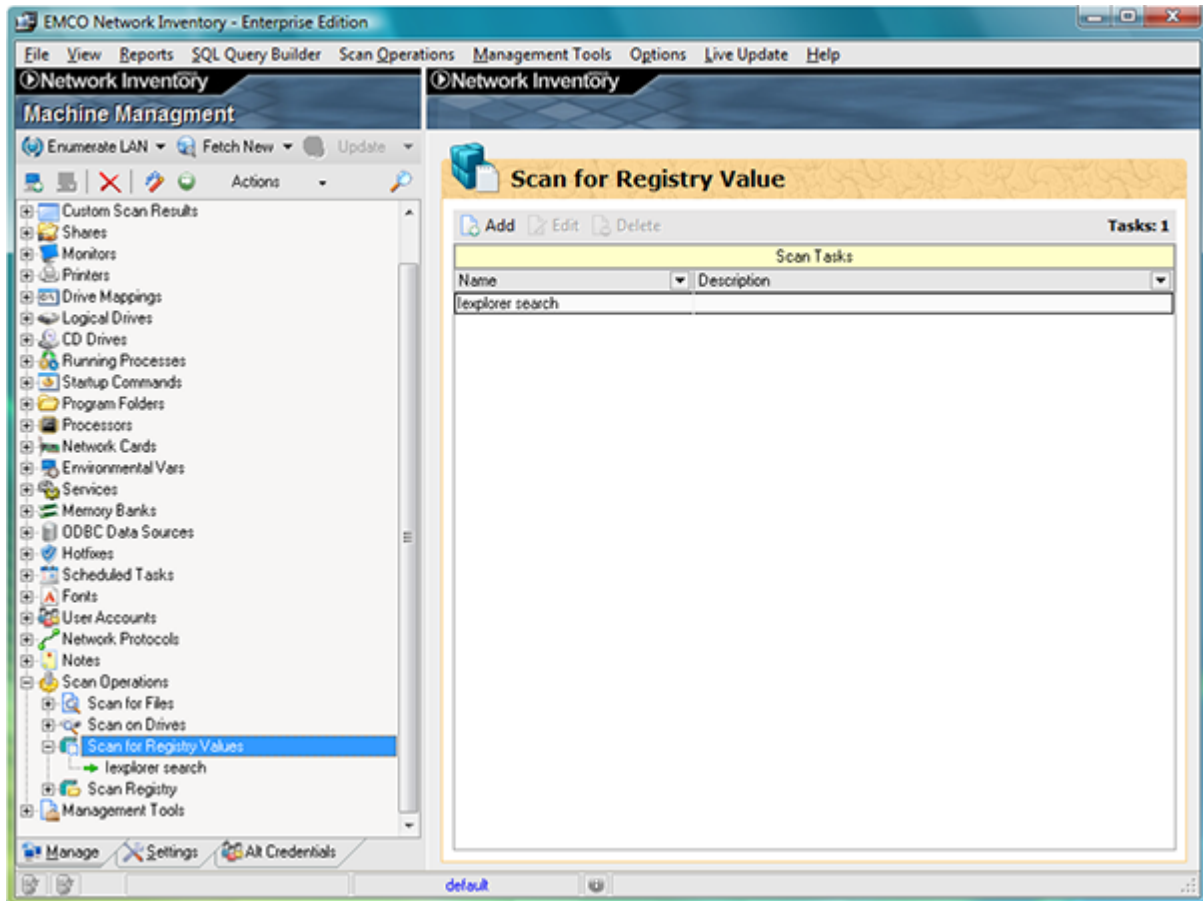 EMCO Network Inventory - Enterprise Edition
File View Reports SQL Query Builder Scan Operations Management Tools Options Live Update Help
Network Inventory
Machine Managment
Network Inventory
Enumerate LAN Fetch New Update
Actions
Custom Scan Results
Shares
Monitors
Printers
Drive Mappings
Logical Drives
CD Drives
Running Processes
Startup Commands
Program Folders
Processors
Network Cards
Environmental Vars
Services
Memory Banks
ODBC Data Sources
Hotfixes
Scheduled Tasks
Fonts
User Accounts
Network Protocols
Notes
Scan Operations
Scan for Files
Scan on Drives
Scan for Registry Values
Iexplorer search
Scan Registry
Management Tools
Manage Settings Alt Credentials
Scan for Registry Value
Add Edit Delete Tasks: 1
Scan Tasks
Name Description
Iexplorer search
default